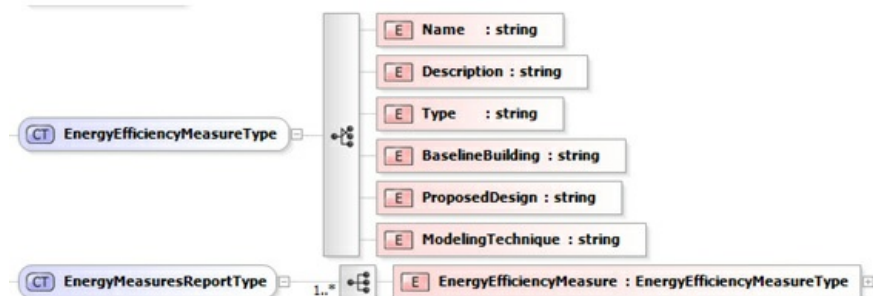 E Name : string
E Description : string
E Type : string
CT EnergyEfficiencyMeasureType
E BaselineBuilding : string
E ProposedDesign : string
E ModelingTechnique : string
CT EnergyMeasuresReportType 1..* E EnergyEfficiencyMeasure : EnergyEfficiencyMeasureType